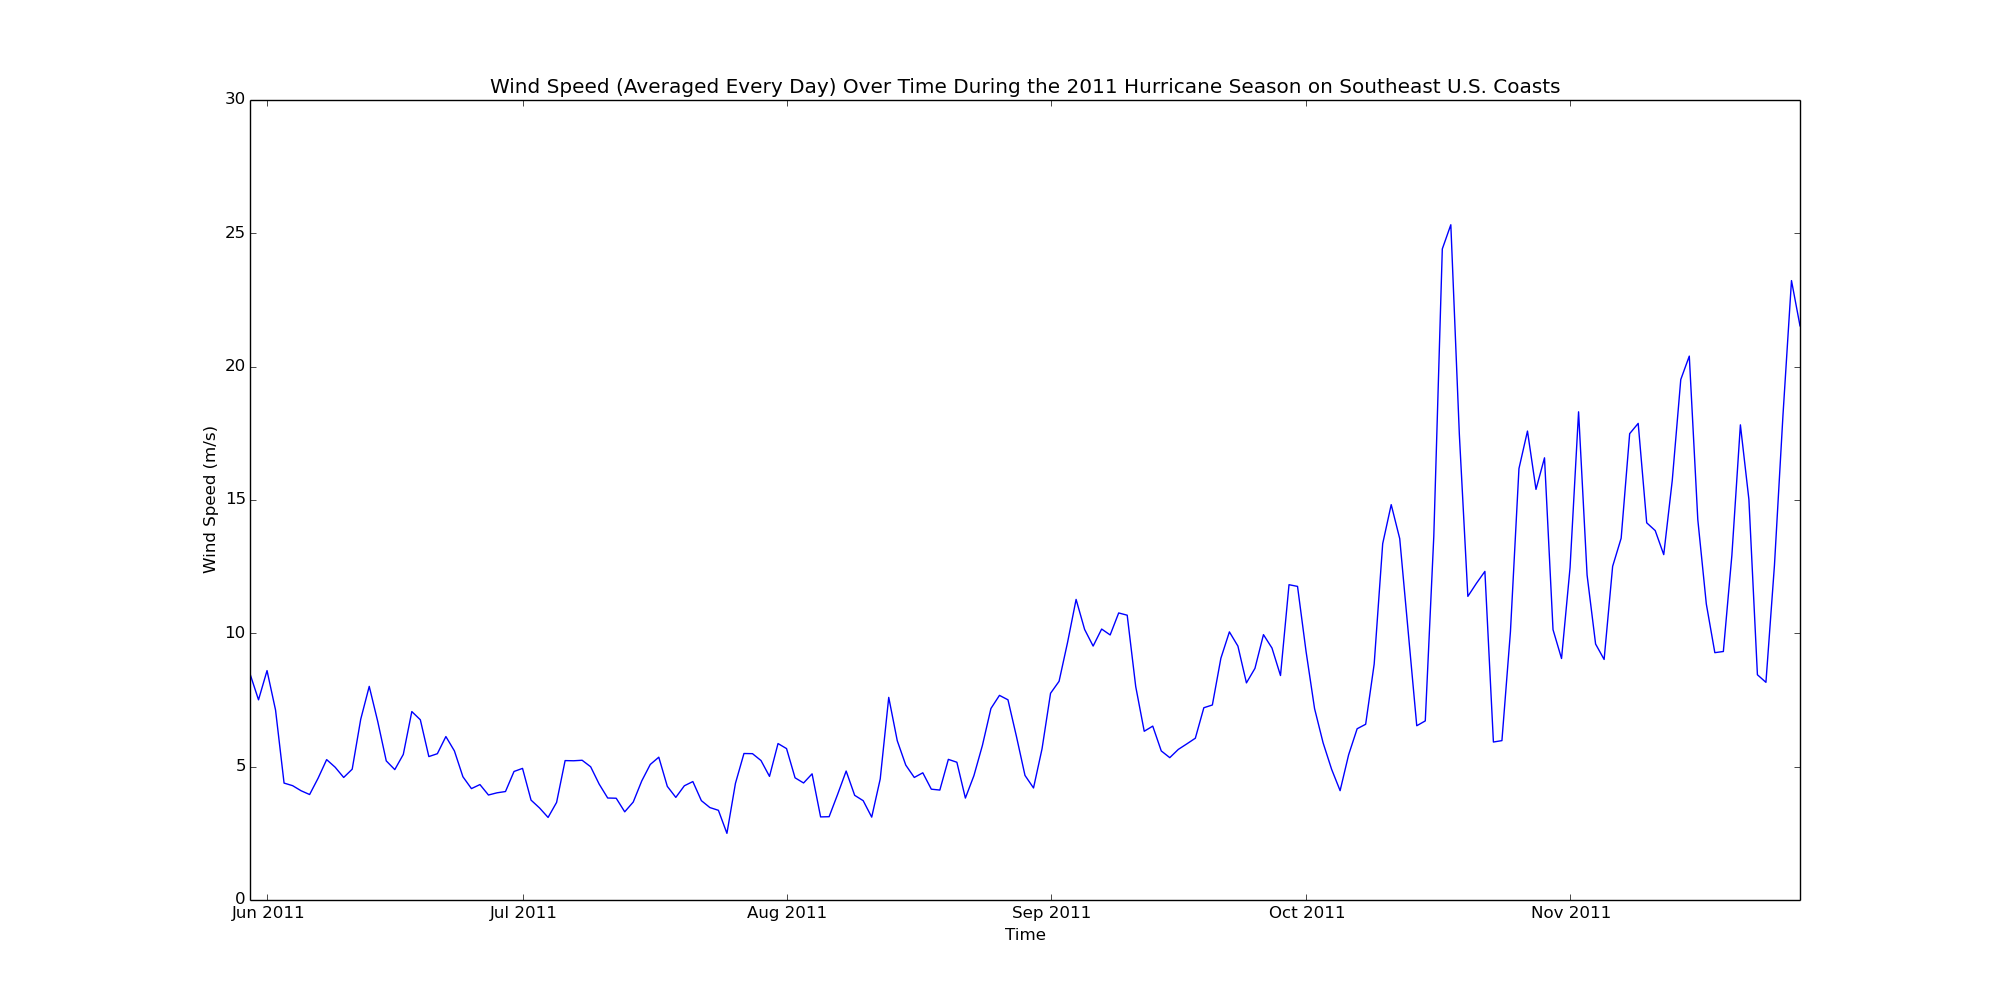 Wind Speed (Averaged Every Day) Over Time During the 2011 Hurricane Season on Southeast U.S. Coasts
30
25
20
15
10
5
0
Wind Speed (m/s)
Jun 2011 Jul 2011 Aug 2011 Sep 2011 Oct 2011 Nov 2011
Time